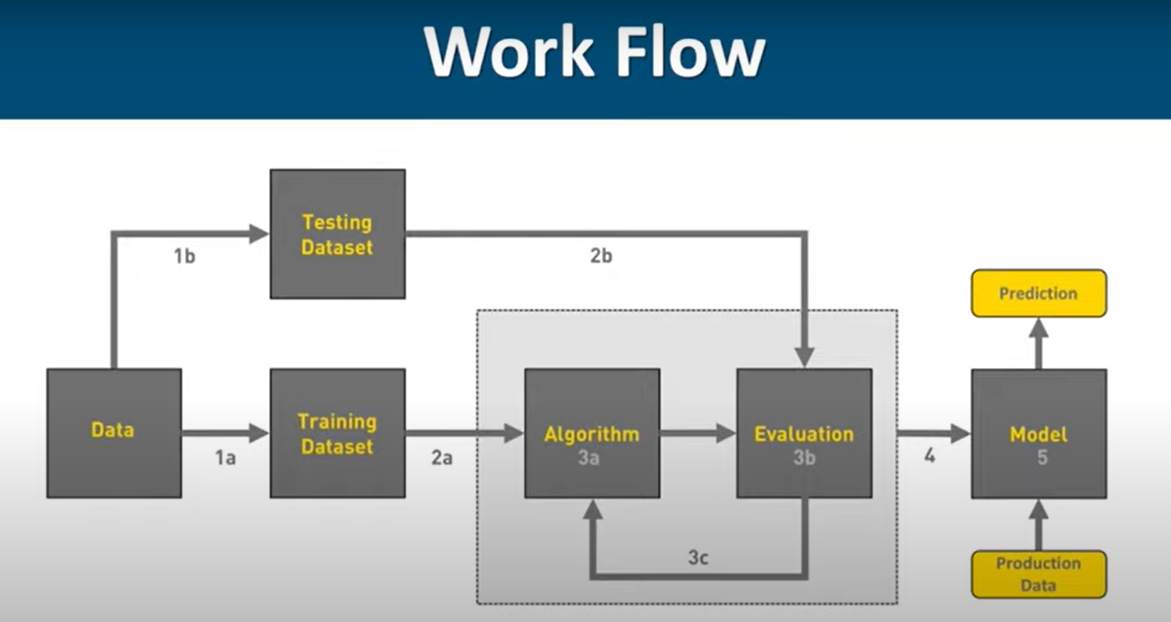 Work Flow
Testing
Dataset
1b
2b
Prediction
Data
1a
Training
Dataset
2a
Algorithm
3a
Evaluation
3b
4
Model
5
3c
Production
Data